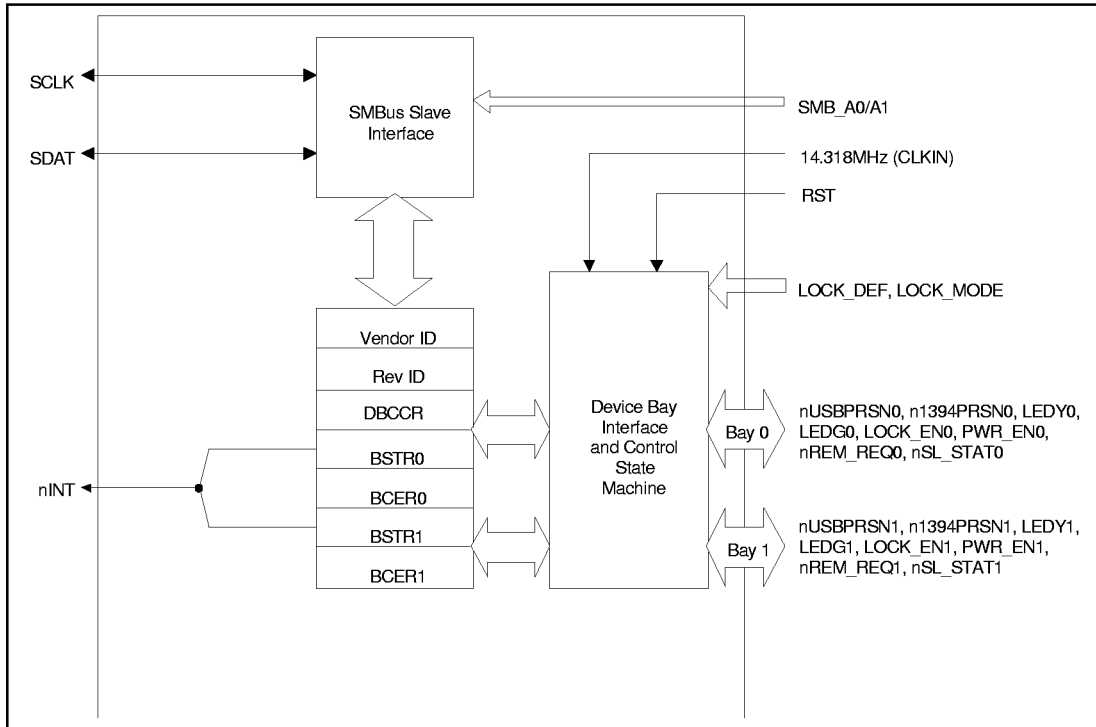 SCLK
SDAT
SMBus Slave
Interface
SMB_A0/A1
14.318MHz (CLKIN)
RST
LOCK_DEF, LOCK_MODE
Vendor ID
Rev ID
DBCCR
BSTR0
BCER0
BSTR1
BCER1
nINT
Device Bay
Interface
and Control
State
Machine
Bay 0
nUSBPRSN0, n1394PRSN0, LEDY0,
LEDG0, LOCK_EN0, PWR_EN0,
nREM_REQ0, nSL_STAT0
Bay 1
nUSBPRSN1, n1394PRSN1, LEDY1,
LEDG1, LOCK_EN1, PWR_EN1,
nREM_REQ1, nSL_STAT1